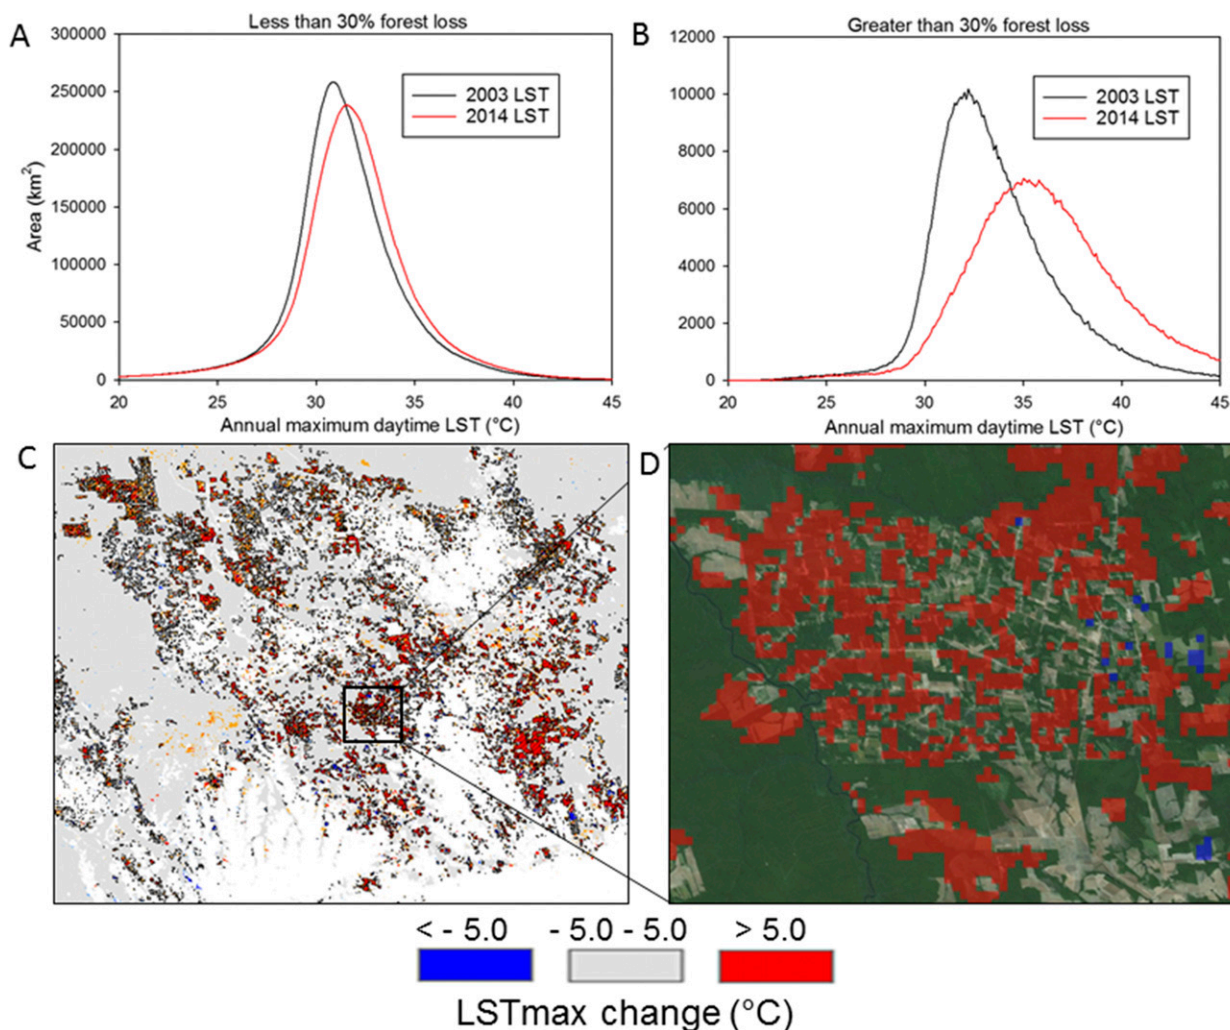 A
Less than 30% forest loss
300000
250000
200000
150000
100000
50000
0
Area (km²)
2003 LST
2014 LST
20
25
30
35
40
45
Annual maximum daytime LST (°C)
B
Greater than 30% forest loss
12000
10000
8000
6000
4000
2000
0
2003 LST
2014 LST
20
25
30
35
40
45
Annual maximum daytime LST (°C)
C
D
< - 5.0
- 5.0 - 5.0
> 5.0
LSTmax change (°C)